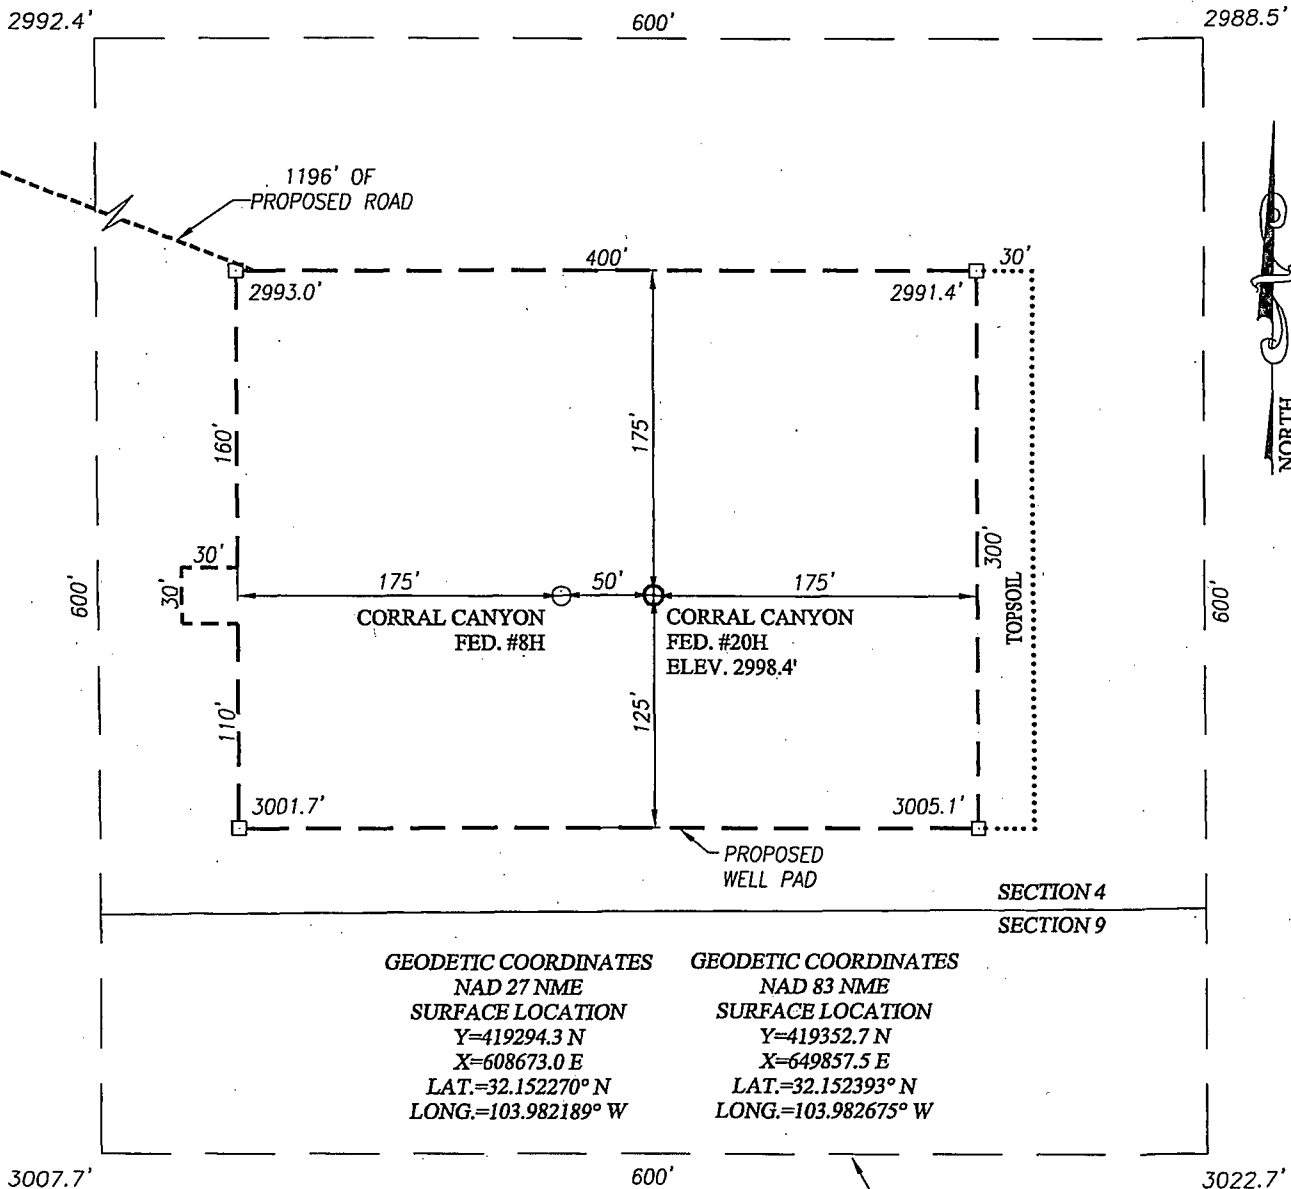 2992.4'
600'
2988.5'
1196' OF
PROPOSED ROAD
400'
30'
2993.0'
2991.4'
NORTH
160'
175'
300'
30'
30'
175'
50'
175'
600'
600'
TOPSOIL
CORRAL CANYON
FED. #8H
CORRAL CANYON
FED. #20H
ELEV. 2998.4'
110'
125'
3001.7'
3005.1'
PROPOSED
WELL PAD
SECTION 4
SECTION 9
GEODETIC COORDINATES
NAD 27 NME
SURFACE LOCATION
Y=419294.3 N
X=608673.0 E
LAT.=32.152270° N
LONG.=103.982189° W
GEODETIC COORDINATES
NAD 83 NME
SURFACE LOCATION
Y=419352.7 N
X=649857.5 E
LAT.=32.152393° N
LONG.=103.982675° W
3007.7'
600'
3022.7'